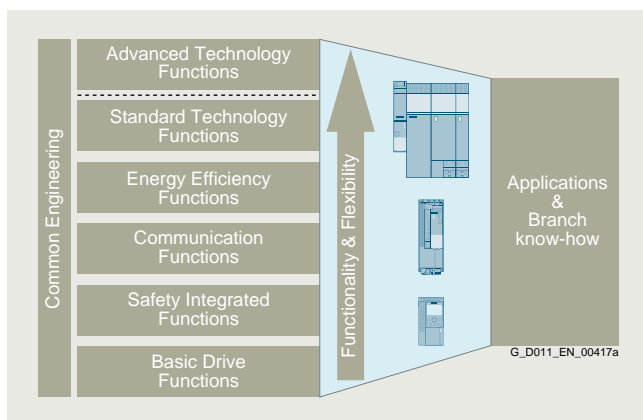 Common Engineering
Advanced Technology
Functions
Standard Technology
Functions
Energy Efficiency
Functions
Communication
Functions
Safety Integrated
Functions
Basic Drive
Functions
Functionality & Flexibility
Applications
&
Branch
know-how
G_D011_EN_00417a